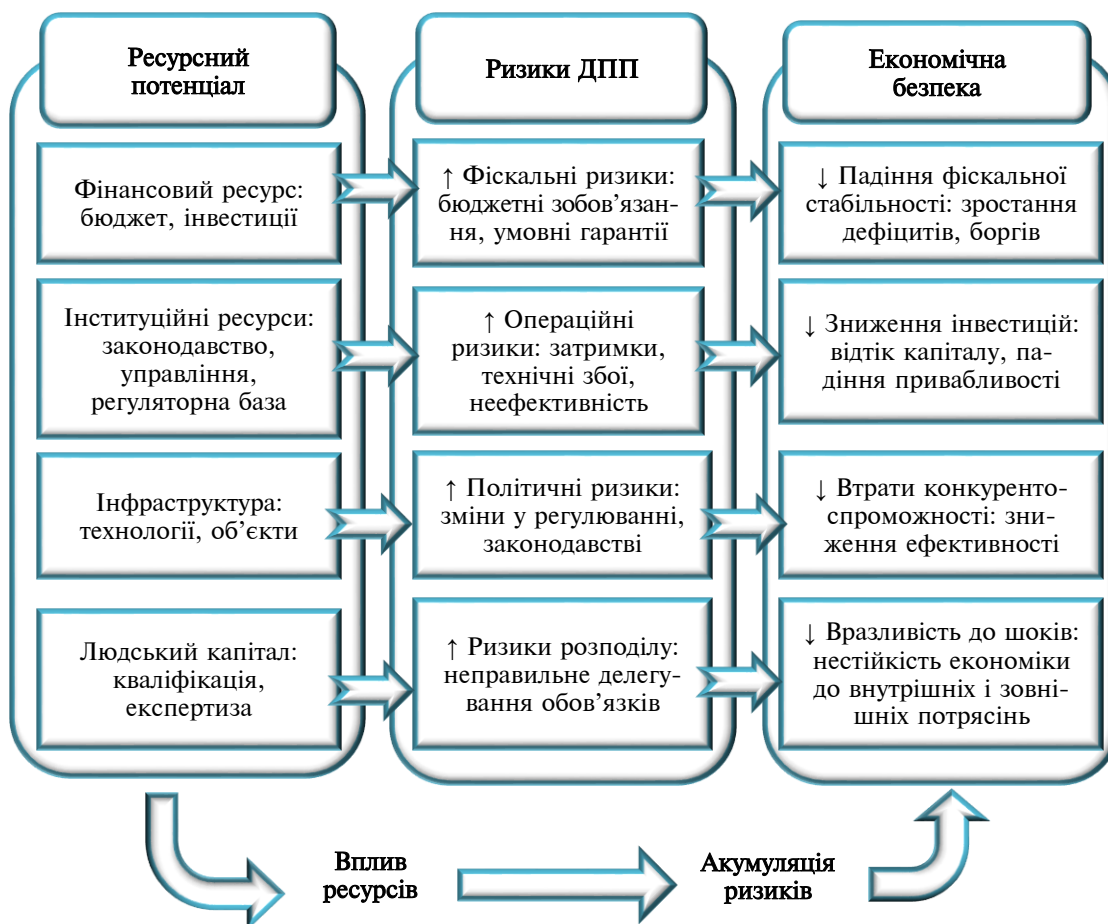 Ресурсний
потенціал
Ризики ДПП
Економічна
безпека
Фінансовий ресурс:
бюджет, інвестиції
↑ Фіскальні ризики:
бюджетні зобов’язан-
ня, умовні гарантії
↓ Падіння фіскальної
стабільності: зростання
дефіцитів, боргів
Інституційні ресурси:
законодавство,
управління,
регуляторна база
↑ Операційні
ризики: затримки,
технічні збої,
неефективність
↓ Зниження інвестицій:
відтік капіталу, па-
діння привабливості
Інфраструктура:
технології, об’єкти
↑ Політичні ризики:
зміни у регулюванні,
законодавстві
↓ Втрати конкуренто-
спроможності: зни-
ження ефективності
Людський капітал:
кваліфікація,
експертиза
↑ Ризики розподілу:
неправильне делегу-
вання обов’язків
↓ Вразливість до шоків:
нестійкість економіки
до внутрішніх і зовні-
шніх потрясінь
Вплив
ресурсів
Акумуляція
ризиків